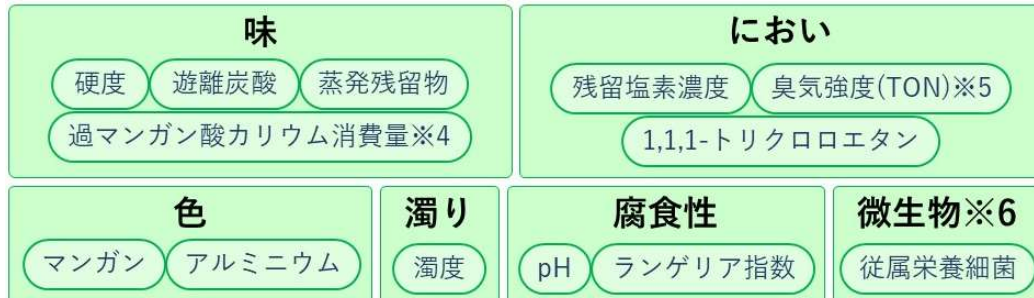 味
硬度 遊離炭酸 蒸発残留物
過マンガン酸カリウム消費量※4
におい
残留塩素濃度 臭気強度(TON)※5
1,1,1-トリクロロエタン
色
マンガン アルミニウム
濁り
濁度
腐食性
pH ランゲリア指数
微生物※6
従属栄養細菌